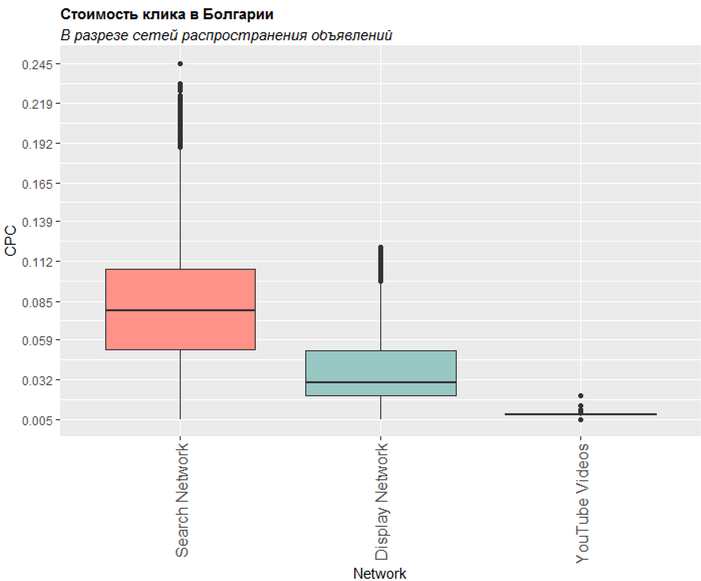 Стоимость клика в Болгарии
В разрезе сетей распространения объявлений
CPC
0.245
0.219
0.192
0.165
0.139
0.112
0.085
0.059
0.032
0.005
Search Network
Display Network
YouTube Videos
Network